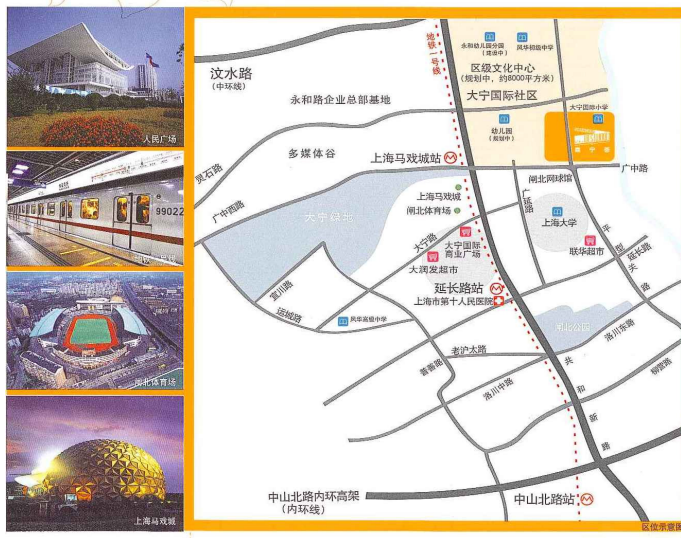 人民广场
99022
闸北体育场
上海马戏城
地铁一号线
永和幼儿园分园
(建设中)
风华初级中学
汶水路
(中环线)
区级文化中心
(规划中，约8000平方米)
大宁国际社区
永和路企业总部基地
大宁国际小学
幼儿园
(规划中)
多媒体谷
上海马戏城站
灵石路
广中路
广中西路
闸北网球馆
上海马戏城
闸北体育场
广延路
大宁绿地
上海大学
平型关路
大宁路
大宁国际
商业广场
联华超市
延长路
大润发超市
宜川路
延长路站
上海市第十人民医院
运城路
风华高级中学
闸北公园
洛川东路
老沪太路
普善路
共和新路
柳营路
洛川中路
中山北路内环高架
(内环线)
中山北路站
区位示意图